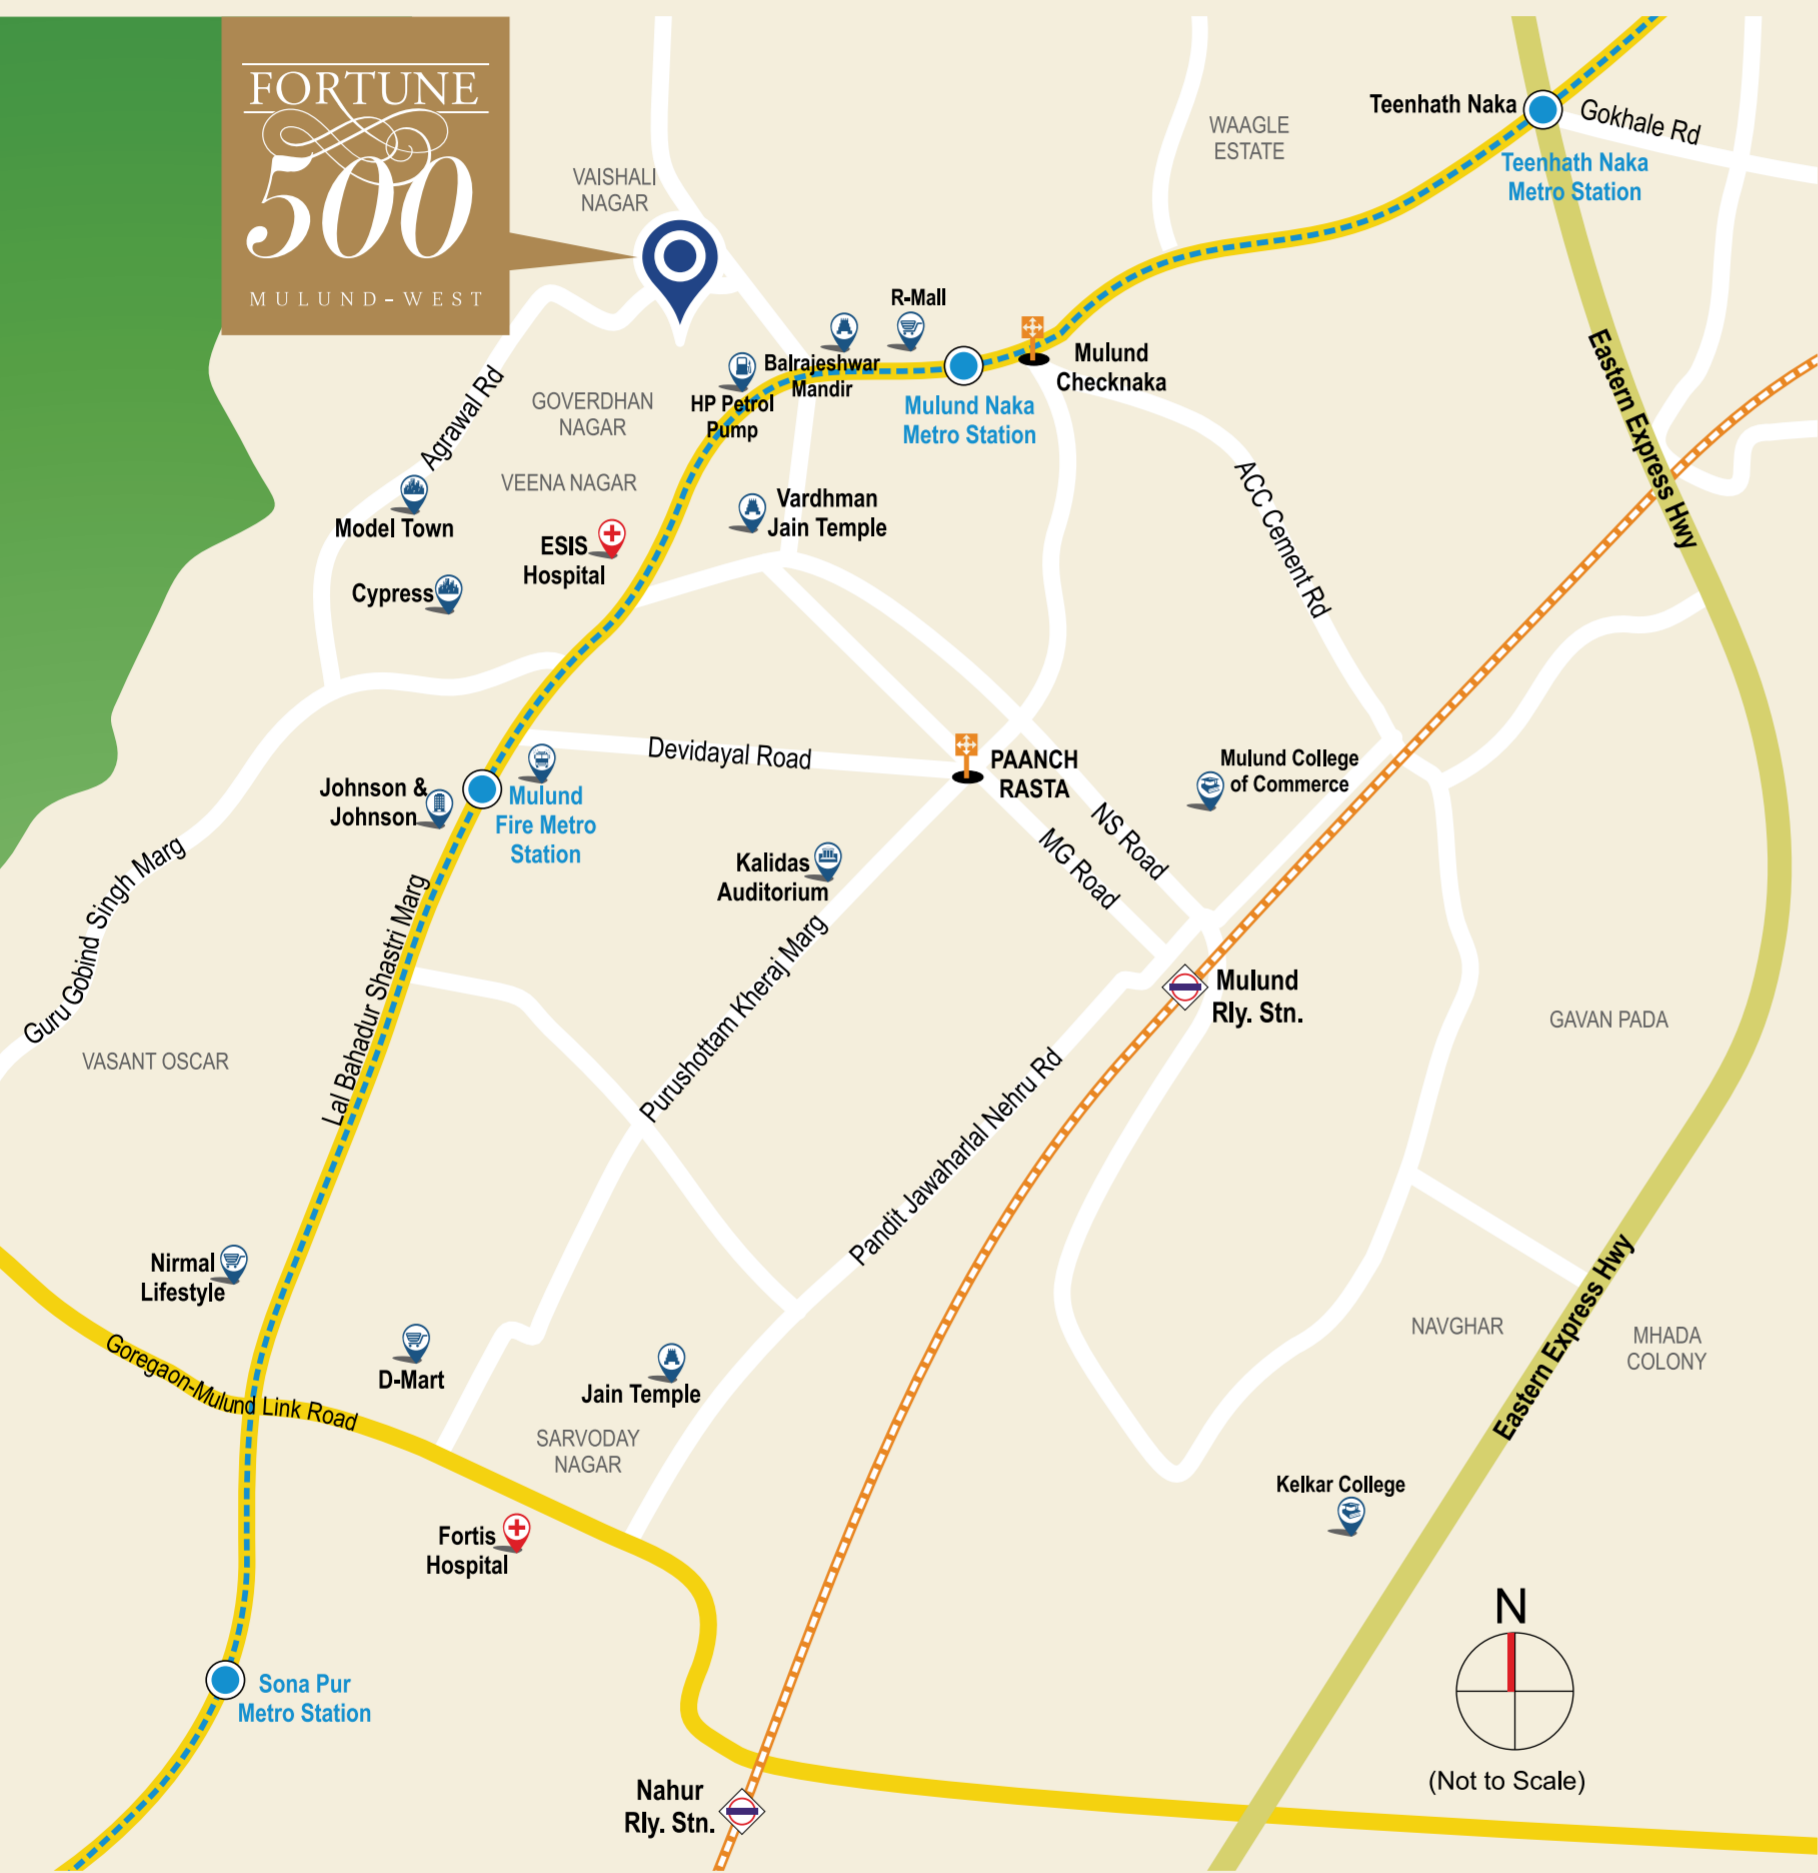 FORTUNE
500
MULUND-WEST
VAISHALI
NAGAR
WAAGLE
ESTATE
Teenhath Naka
Gokhale Rd
Teenhath Naka
Metro Station
R-Mall
Balrajeshwar
Mandir
HP Petrol
Pump
Mulund Naka
Metro Station
Mulund
Checknaka
Eastern Express Hwy
Agrawal Rd
GOVERDHAN
NAGAR
VEENA NAGAR
Model Town
ESIS
Hospital
Vardhman
Jain Temple
ACC Cement Rd
Cypress
Devidayal Road
PAANCH
RASTA
Mulund College
of Commerce
Johnson &
Johnson
Mulund
Fire Metro
Station
NS Road
MG Road
Kalidas
Auditorium
Guru Gobind Singh Marg
Lal Bahadur Shastri Marg
Purushottam Kheraj Marg
Mulund
Rly. Stn.
GAVAN PADA
VASANT OSCAR
Pandit Jawaharlal Nehru Rd
Nirmal
Lifestyle
Goregaon-Mulund Link Road
D-Mart
Jain Temple
SARVODAY
NAGAR
NAVGHAR
Eastern Express Hwy
MHADA
COLONY
Kelkar College
Fortis
Hospital
Sona Pur
Metro Station
Nahur
Rly. Stn.
N
(Not to Scale)